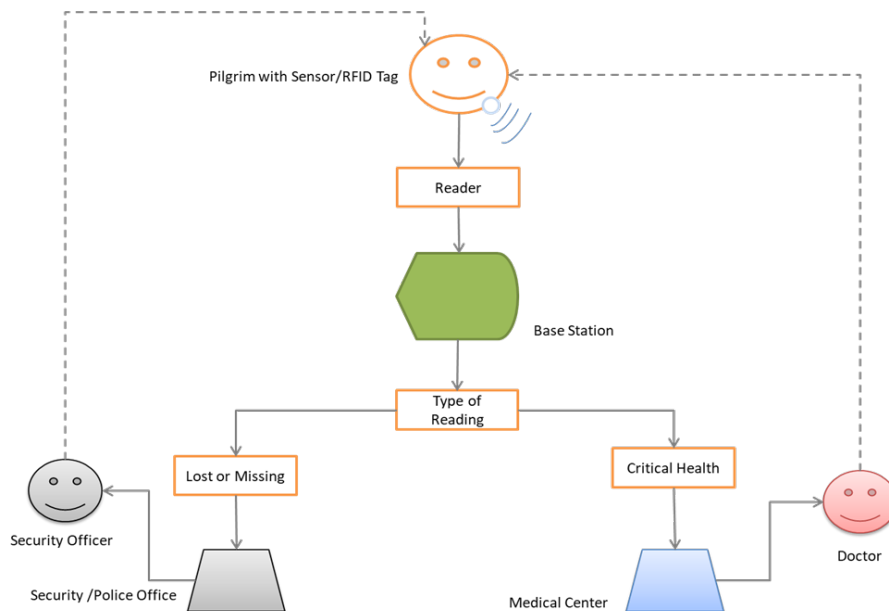 Pilgrim with Sensor/RFID Tag
Reader
Base Station
Type of
Reading
Lost or Missing
Critical Health
Security Officer
Doctor
Security /Police Office
Medical Center